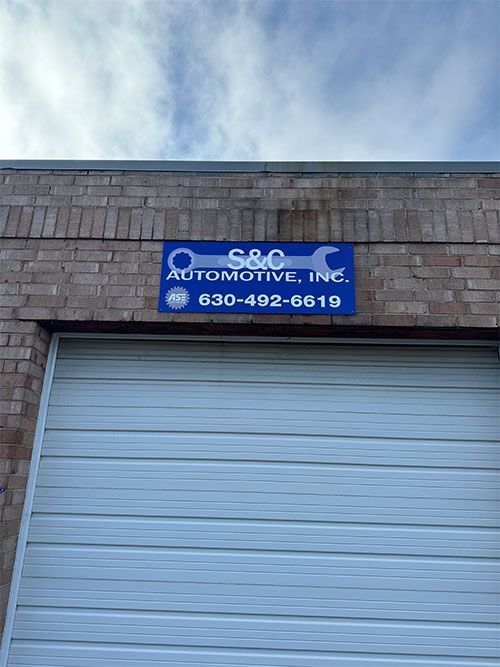 S&C
AUTOMOTIVE, INC.
ASE
630-492-6619